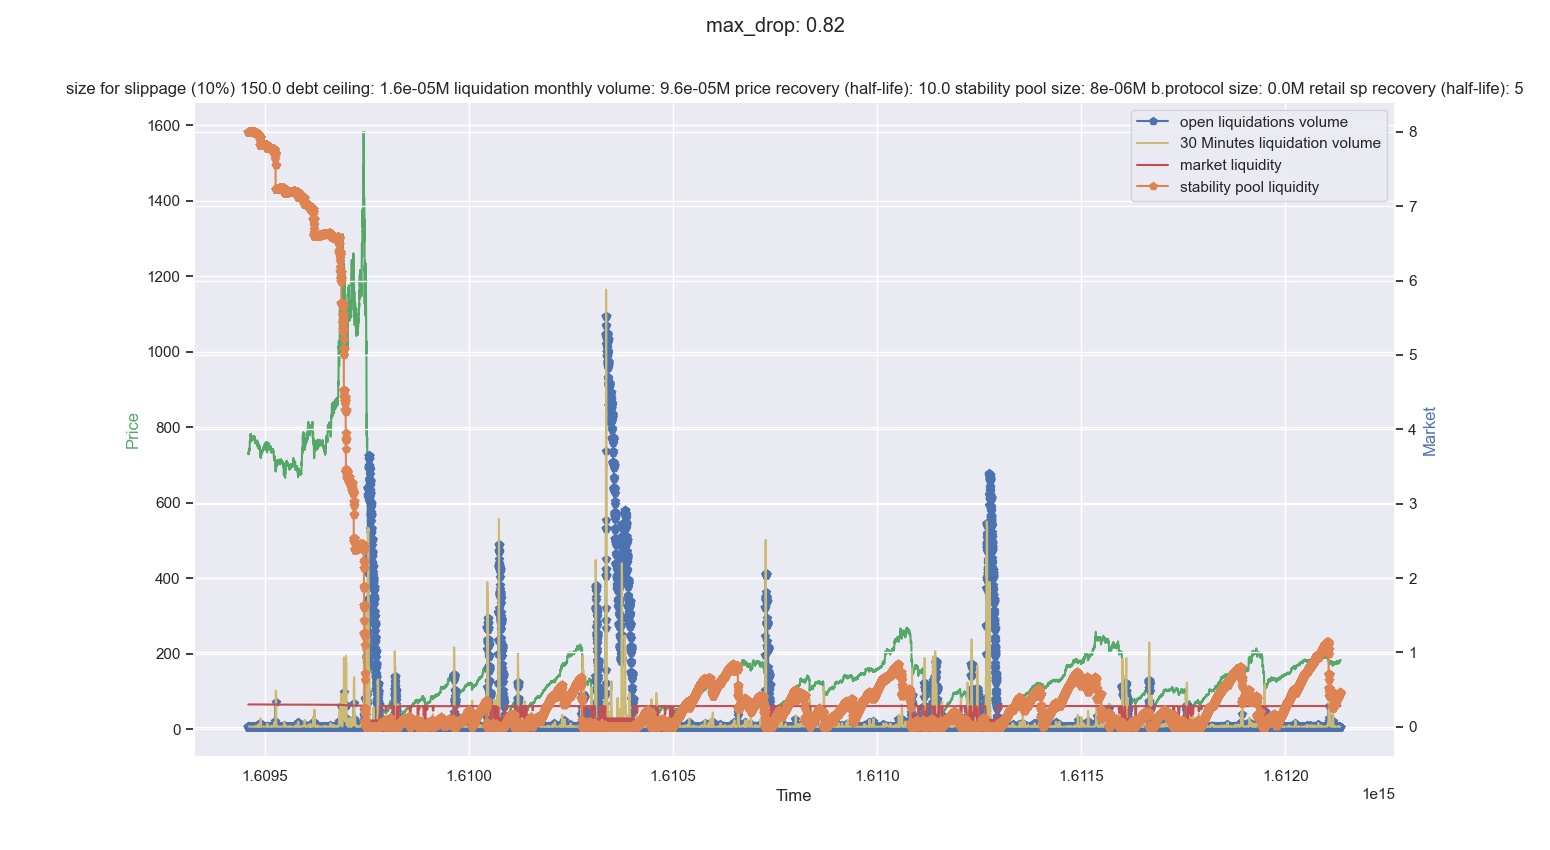 max_drop: 0.82
size for slippage (10%) 150.0 debt ceiling: 1.6e-05M liquidation monthly volume: 9.6e-05M price recovery (half-life): 10.0 stability pool size: 8e-06M b.protocol size: 0.0M retail sp recovery (half-life): 5
open liquidations volume
30 Minutes liquidation volume
market liquidity
stability pool liquidity
1600
1400
1200
1000
800
600
400
200
0
Price
8
7
6
5
4
3
2
1
0
Market
1.6095 1.6100 1.6105 1.6110 1.6115 1.6120
1e15
Time